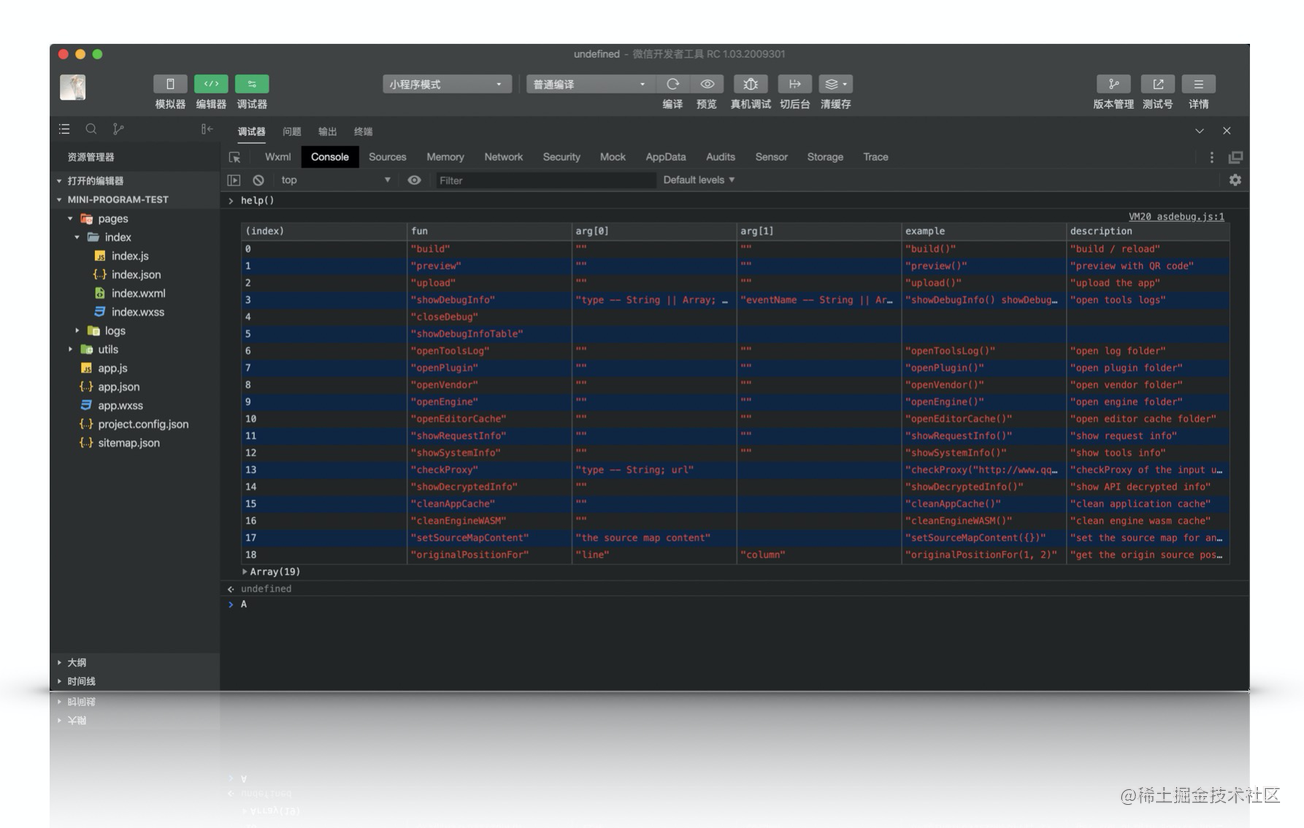 undefined - 微信开发者工具 RC 1.03.2009301
小程序模式 普通编译
模拟器 编辑器 调试器 编译 预览 真机调试 切后台 清缓存 版本管理 测试号 详情
调试器 问题 输出 终端
资源管理器
Wxml Console Sources Memory Network Security Mock AppData Audits Sensor Storage Trace
打开的编辑器
top Filter Default levels
MINI-PROGRAM-TEST
pages
index
index.js
index.json
index.wxml
index.wxss
logs
utils
app.js
app.json
app.wxss
project.config.json
sitemap.json
大纲
时间线
> help()
VM20 asdebug.js:1
(index) fun arg[0] arg[1] example description
0 "build" "" "" "build()" "build / reload"
1 "preview" "" "" "preview()" "preview with QR code"
2 "upload" "" "" "upload()" "upload the app"
3 "showDebugInfo" "type -- String || Array; … "eventName -- String || Ar… "showDebugInfo() showDebug… "open tools logs"
4 "closeDebug"
5 "showDebugInfoTable"
6 "openToolsLog" "" "" "openToolsLog()" "open log folder"
7 "openPlugin" "" "" "openPlugin()" "open plugin folder"
8 "openVendor" "" "" "openVendor()" "open vendor folder"
9 "openEngine" "" "" "openEngine()" "open engine folder"
10 "openEditorCache" "" "" "openEditorCache()" "open editor cache folder"
11 "showRequestInfo" "" "" "showRequestInfo()" "show request info"
12 "showSystemInfo" "" "" "showSystemInfo()" "show tools info"
13 "checkProxy" "type -- String; url" "checkProxy("http://www.qq… "checkProxy of the input u…
14 "showDecryptedInfo" "" "showDecryptedInfo()" "show API decrypted info"
15 "cleanAppCache" "" "cleanAppCache()" "clean application cache"
16 "cleanEngineWASM" "" "cleanEngineWASM()" "clean engine wasm cache"
17 "setSourceMapContent" "the source map content" "setSourceMapContent({})" "set the source map for an…
18 "originalPositionFor" "line" "column" "originalPositionFor(1, 2)" "get the origin source pos…
Array(19)
undefined
> A
@稀土掘金技术社区